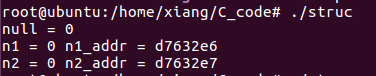 root@ubuntu:/home/xiang/C_code# ./struc
null = 0
n1 = 0 n1_addr = d7632e6
n2 = 0 n2_addr = d7632e7